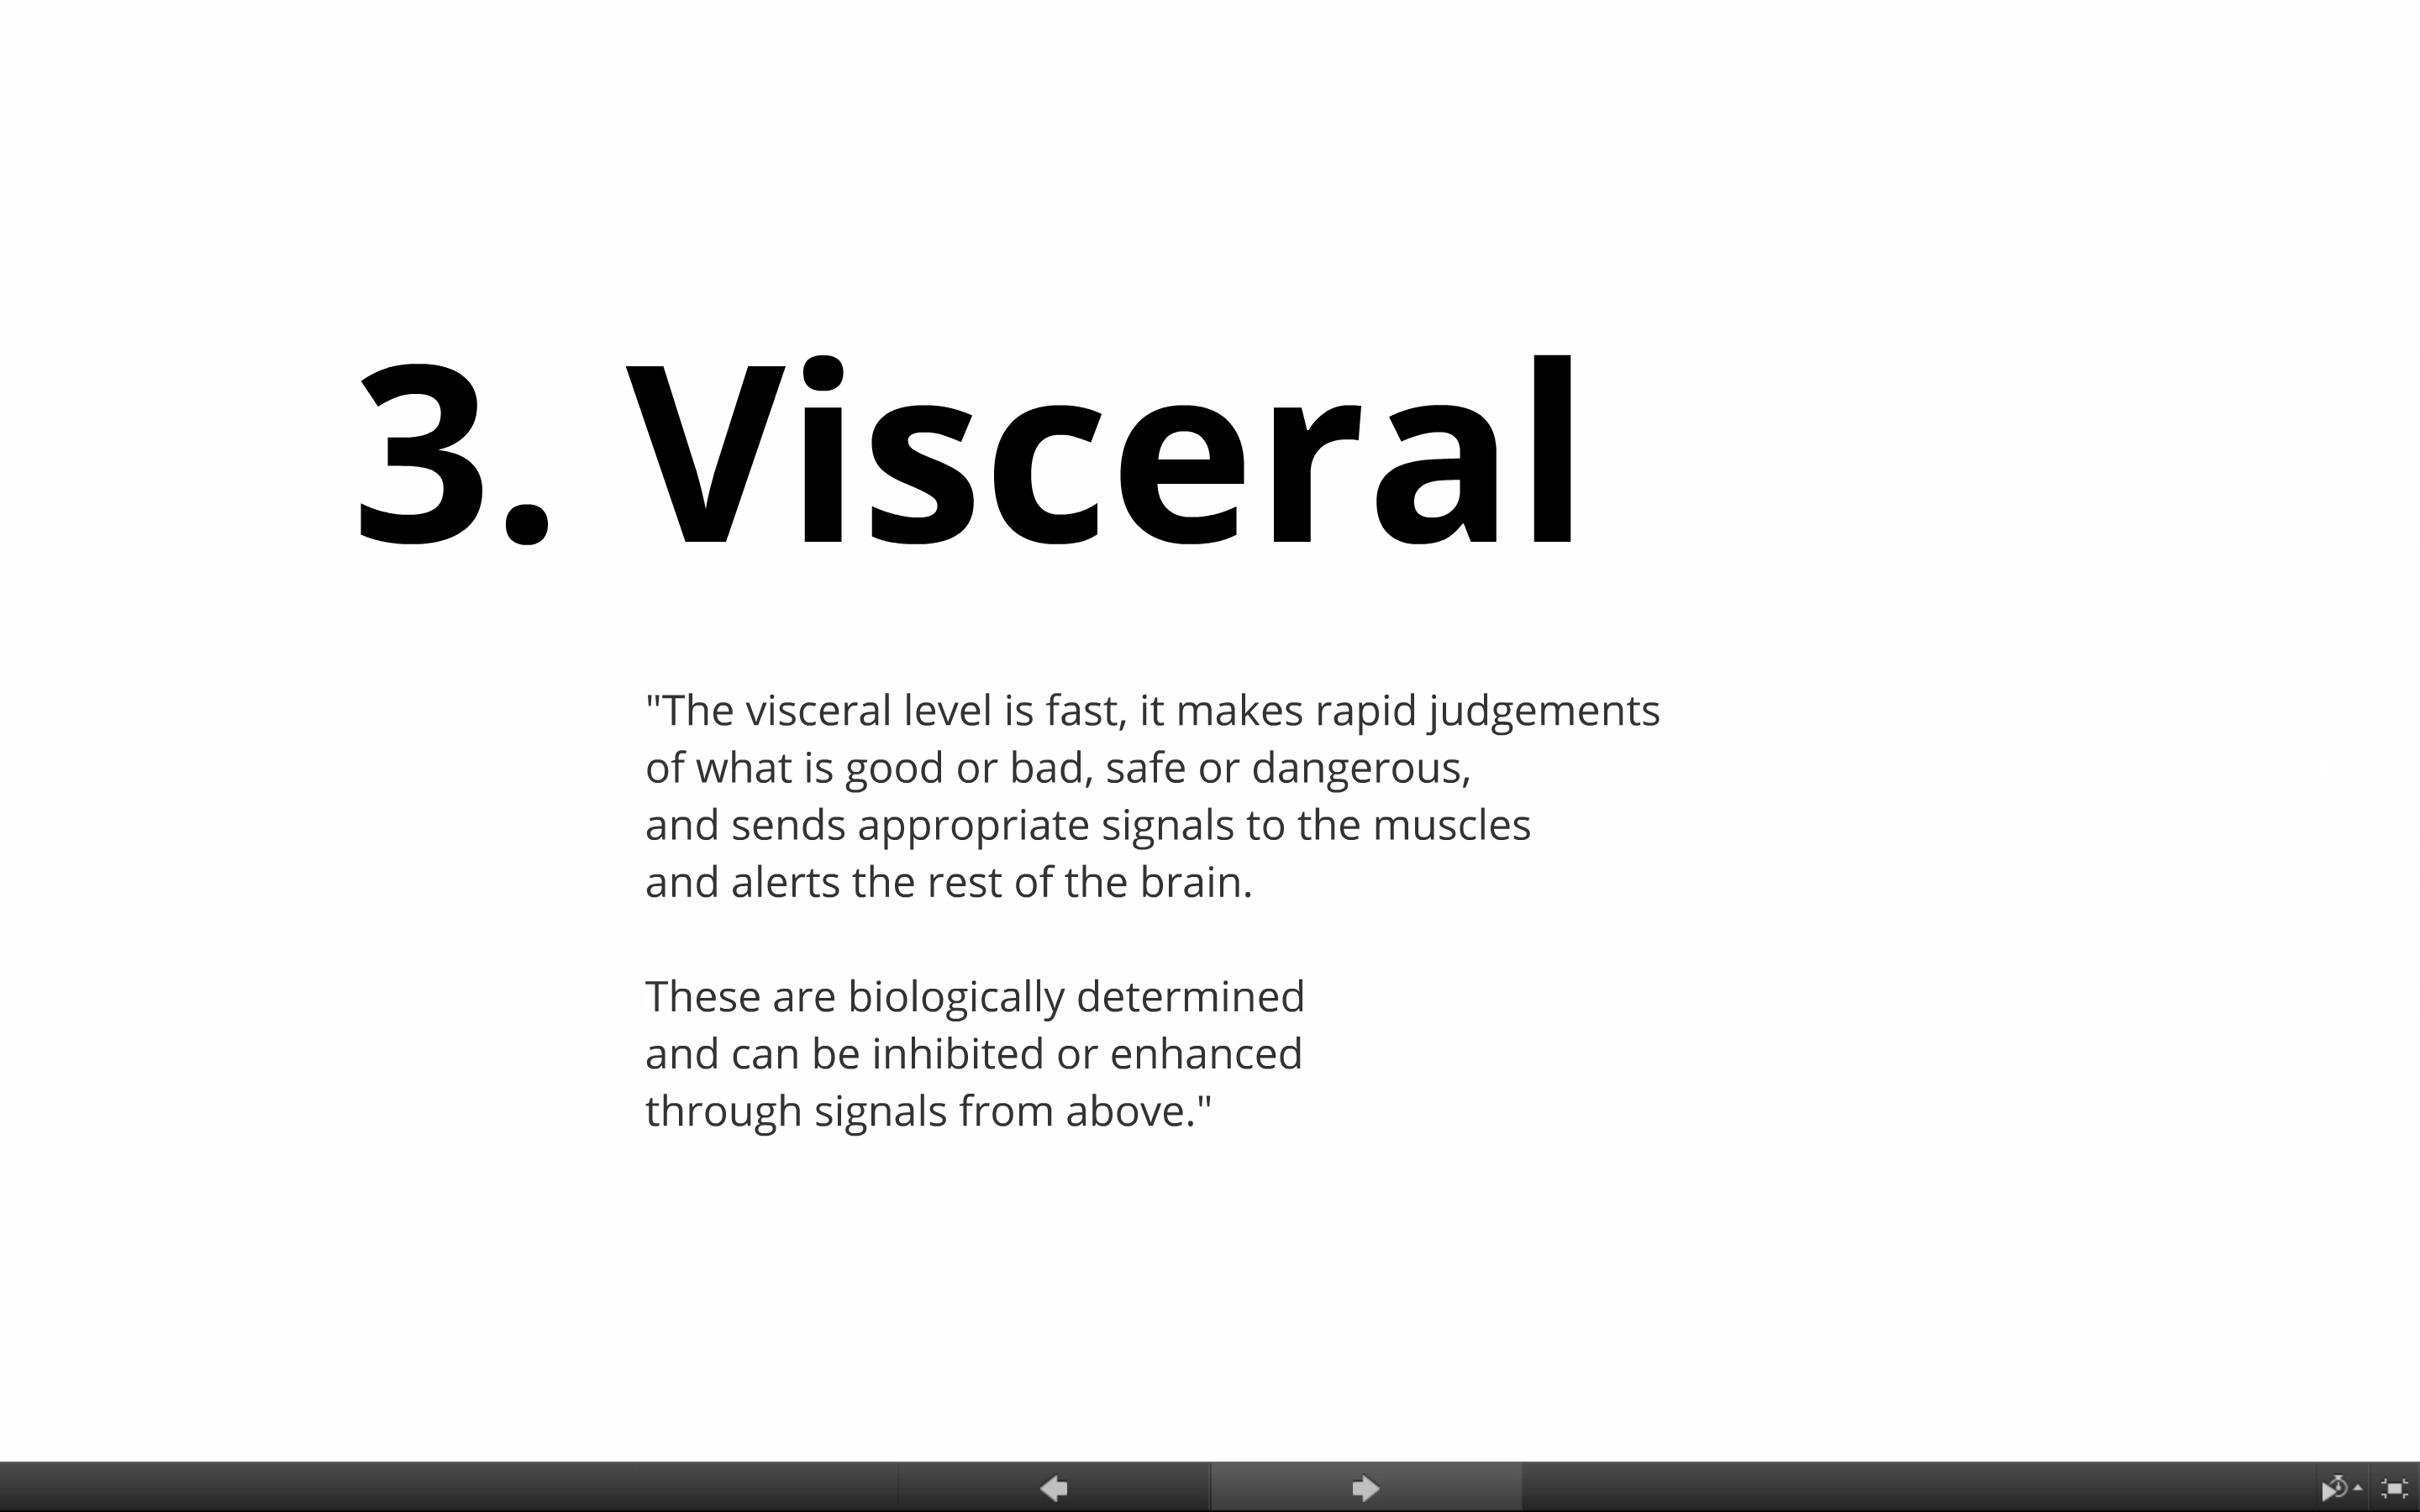 3. Visceral
"The visceral level is fast, it makes rapid judgements
of what is good or bad, safe or dangerous,
and sends appropriate signals to the muscles
and alerts the rest of the brain.
These are biologically determined
and can be inhibited or enhanced
through signals from above."